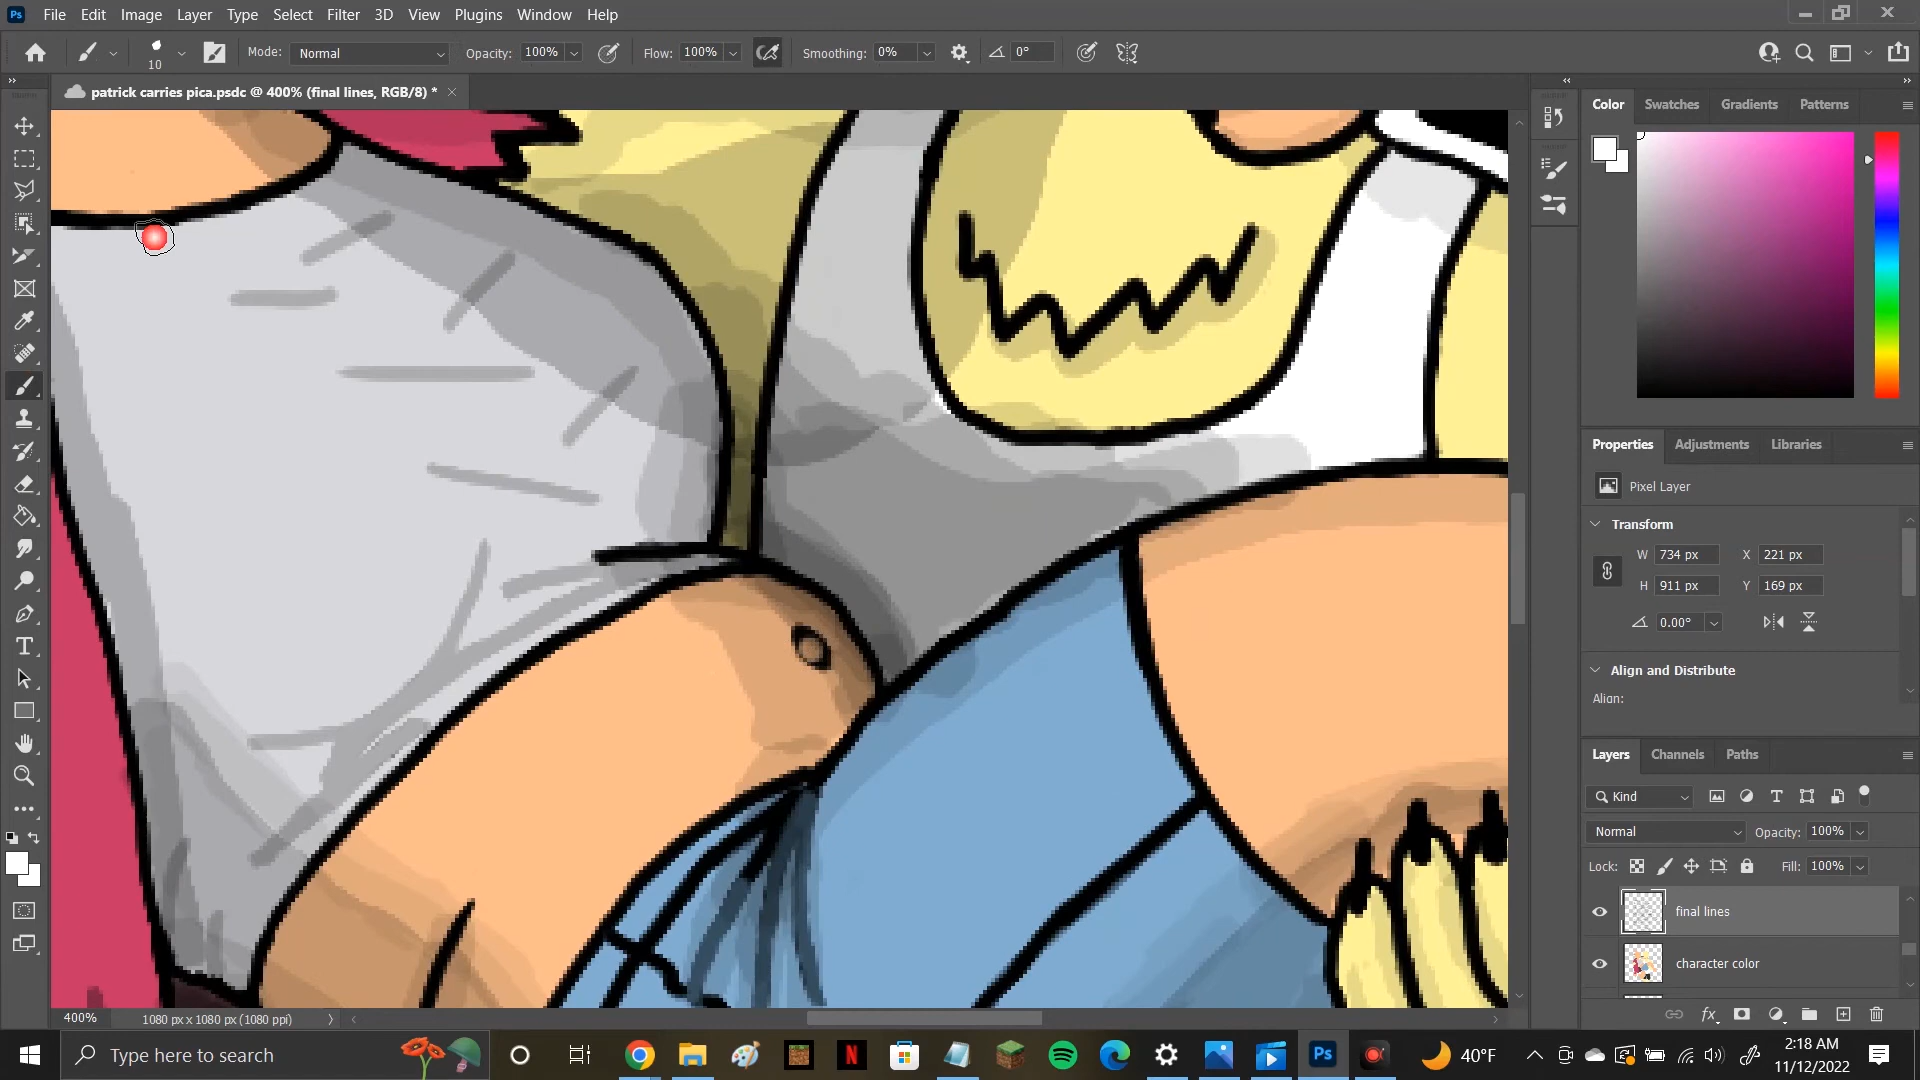 Ps File Edit Image Layer Type Select Filter 3D View Plugins Window Help
10 Mode: Normal Opacity: 100% Flow: 100% Smoothing: 0% 0°
patrick carries pica.psdc @ 400% (final lines, RGB/8) *
Color Swatches Gradients Patterns
Properties Adjustments Libraries
Pixel Layer
Transform
W 734 px X 221 px
H 911 px Y 169 px
0.00°
Align and Distribute
Align:
Layers Channels Paths
Kind
Normal Opacity: 100%
Lock: Fill: 100%
final lines
character color
400% 1080 px x 1080 px (1080 ppi)
Type here to search
N
Ps
40°F
2:18 AM
11/12/2022